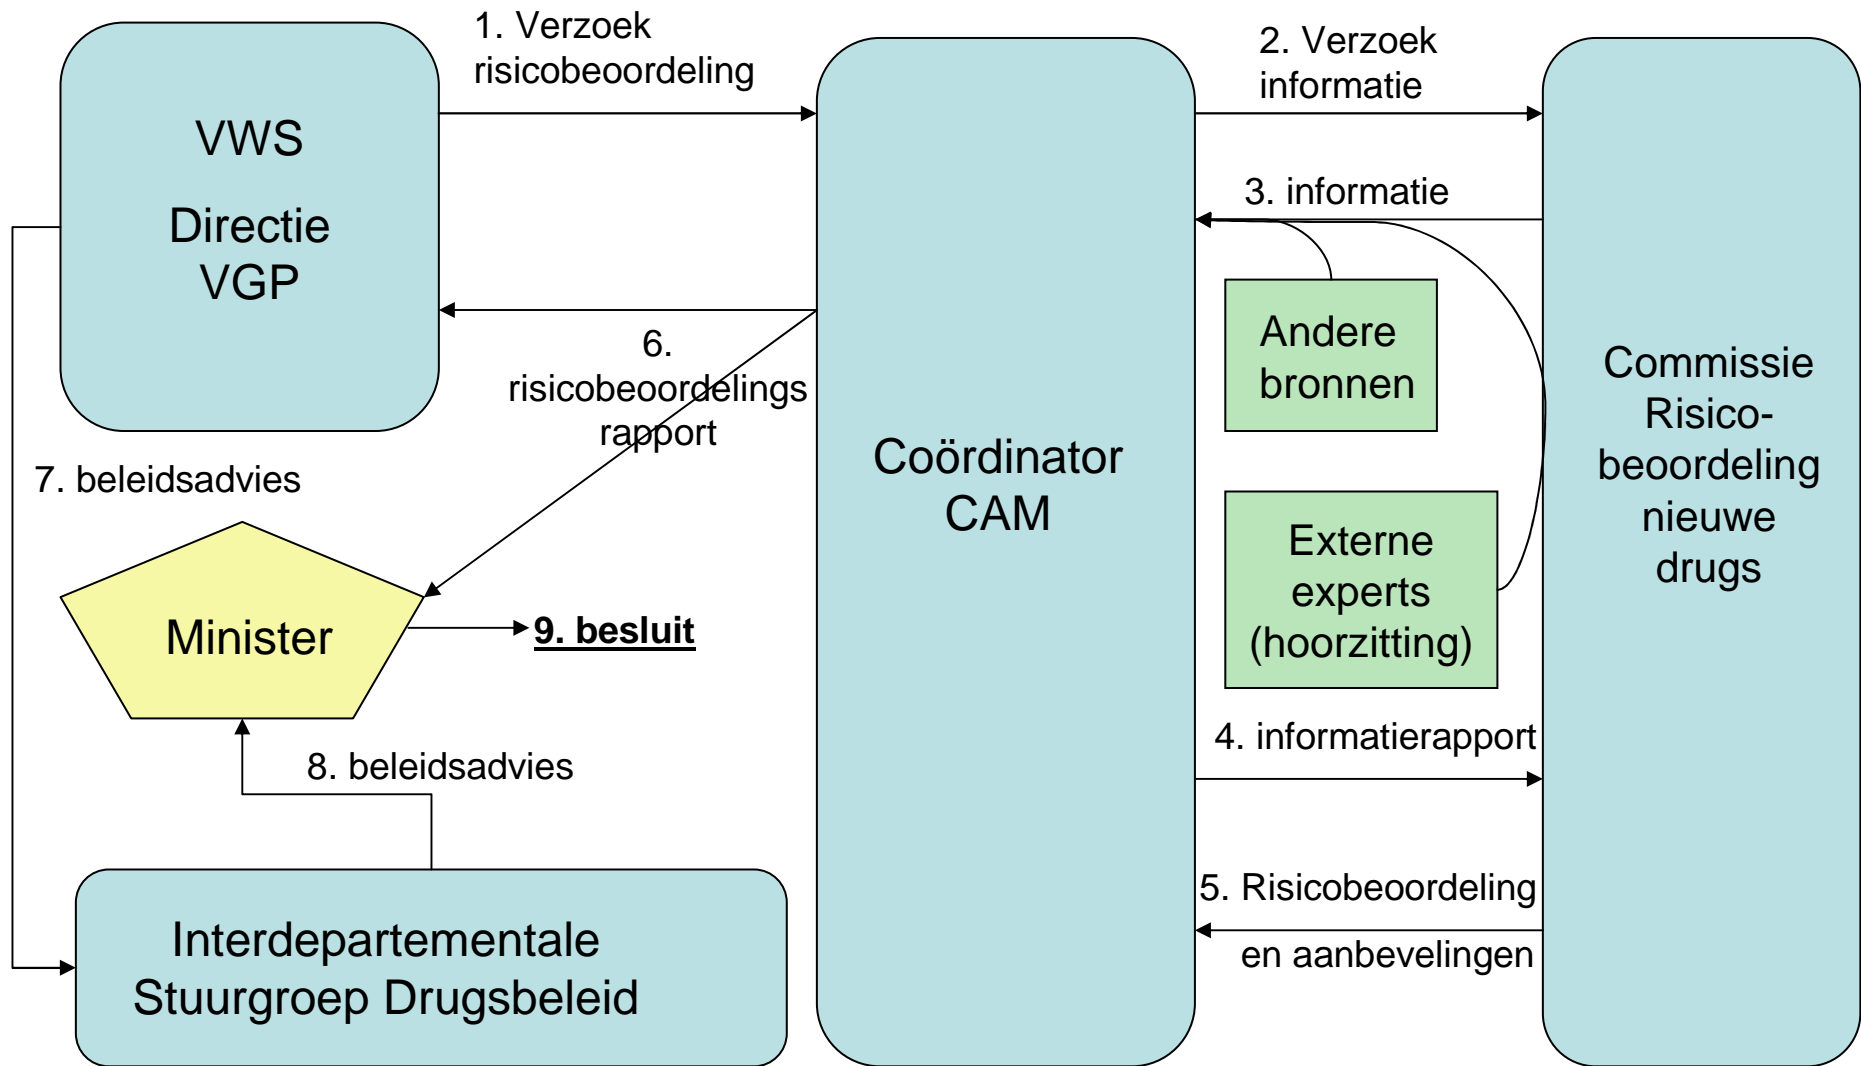 1. Verzoek
risicobeoordeling
2. Verzoek
informatie
VWS
Directie
VGP
3. informatie
Andere
bronnen
6.
risicobeoordelings
rapport
Coördinator
CAM
Commissie
Risico-
beoordeling
nieuwe
drugs
7. beleidsadvies
Externe
experts
(hoorzitting)
Minister
9. besluit
4. informatierapport
8. beleidsadvies
5. Risicobeoordeling
en aanbevelingen
Interdepartementale
Stuurgroep Drugsbeleid